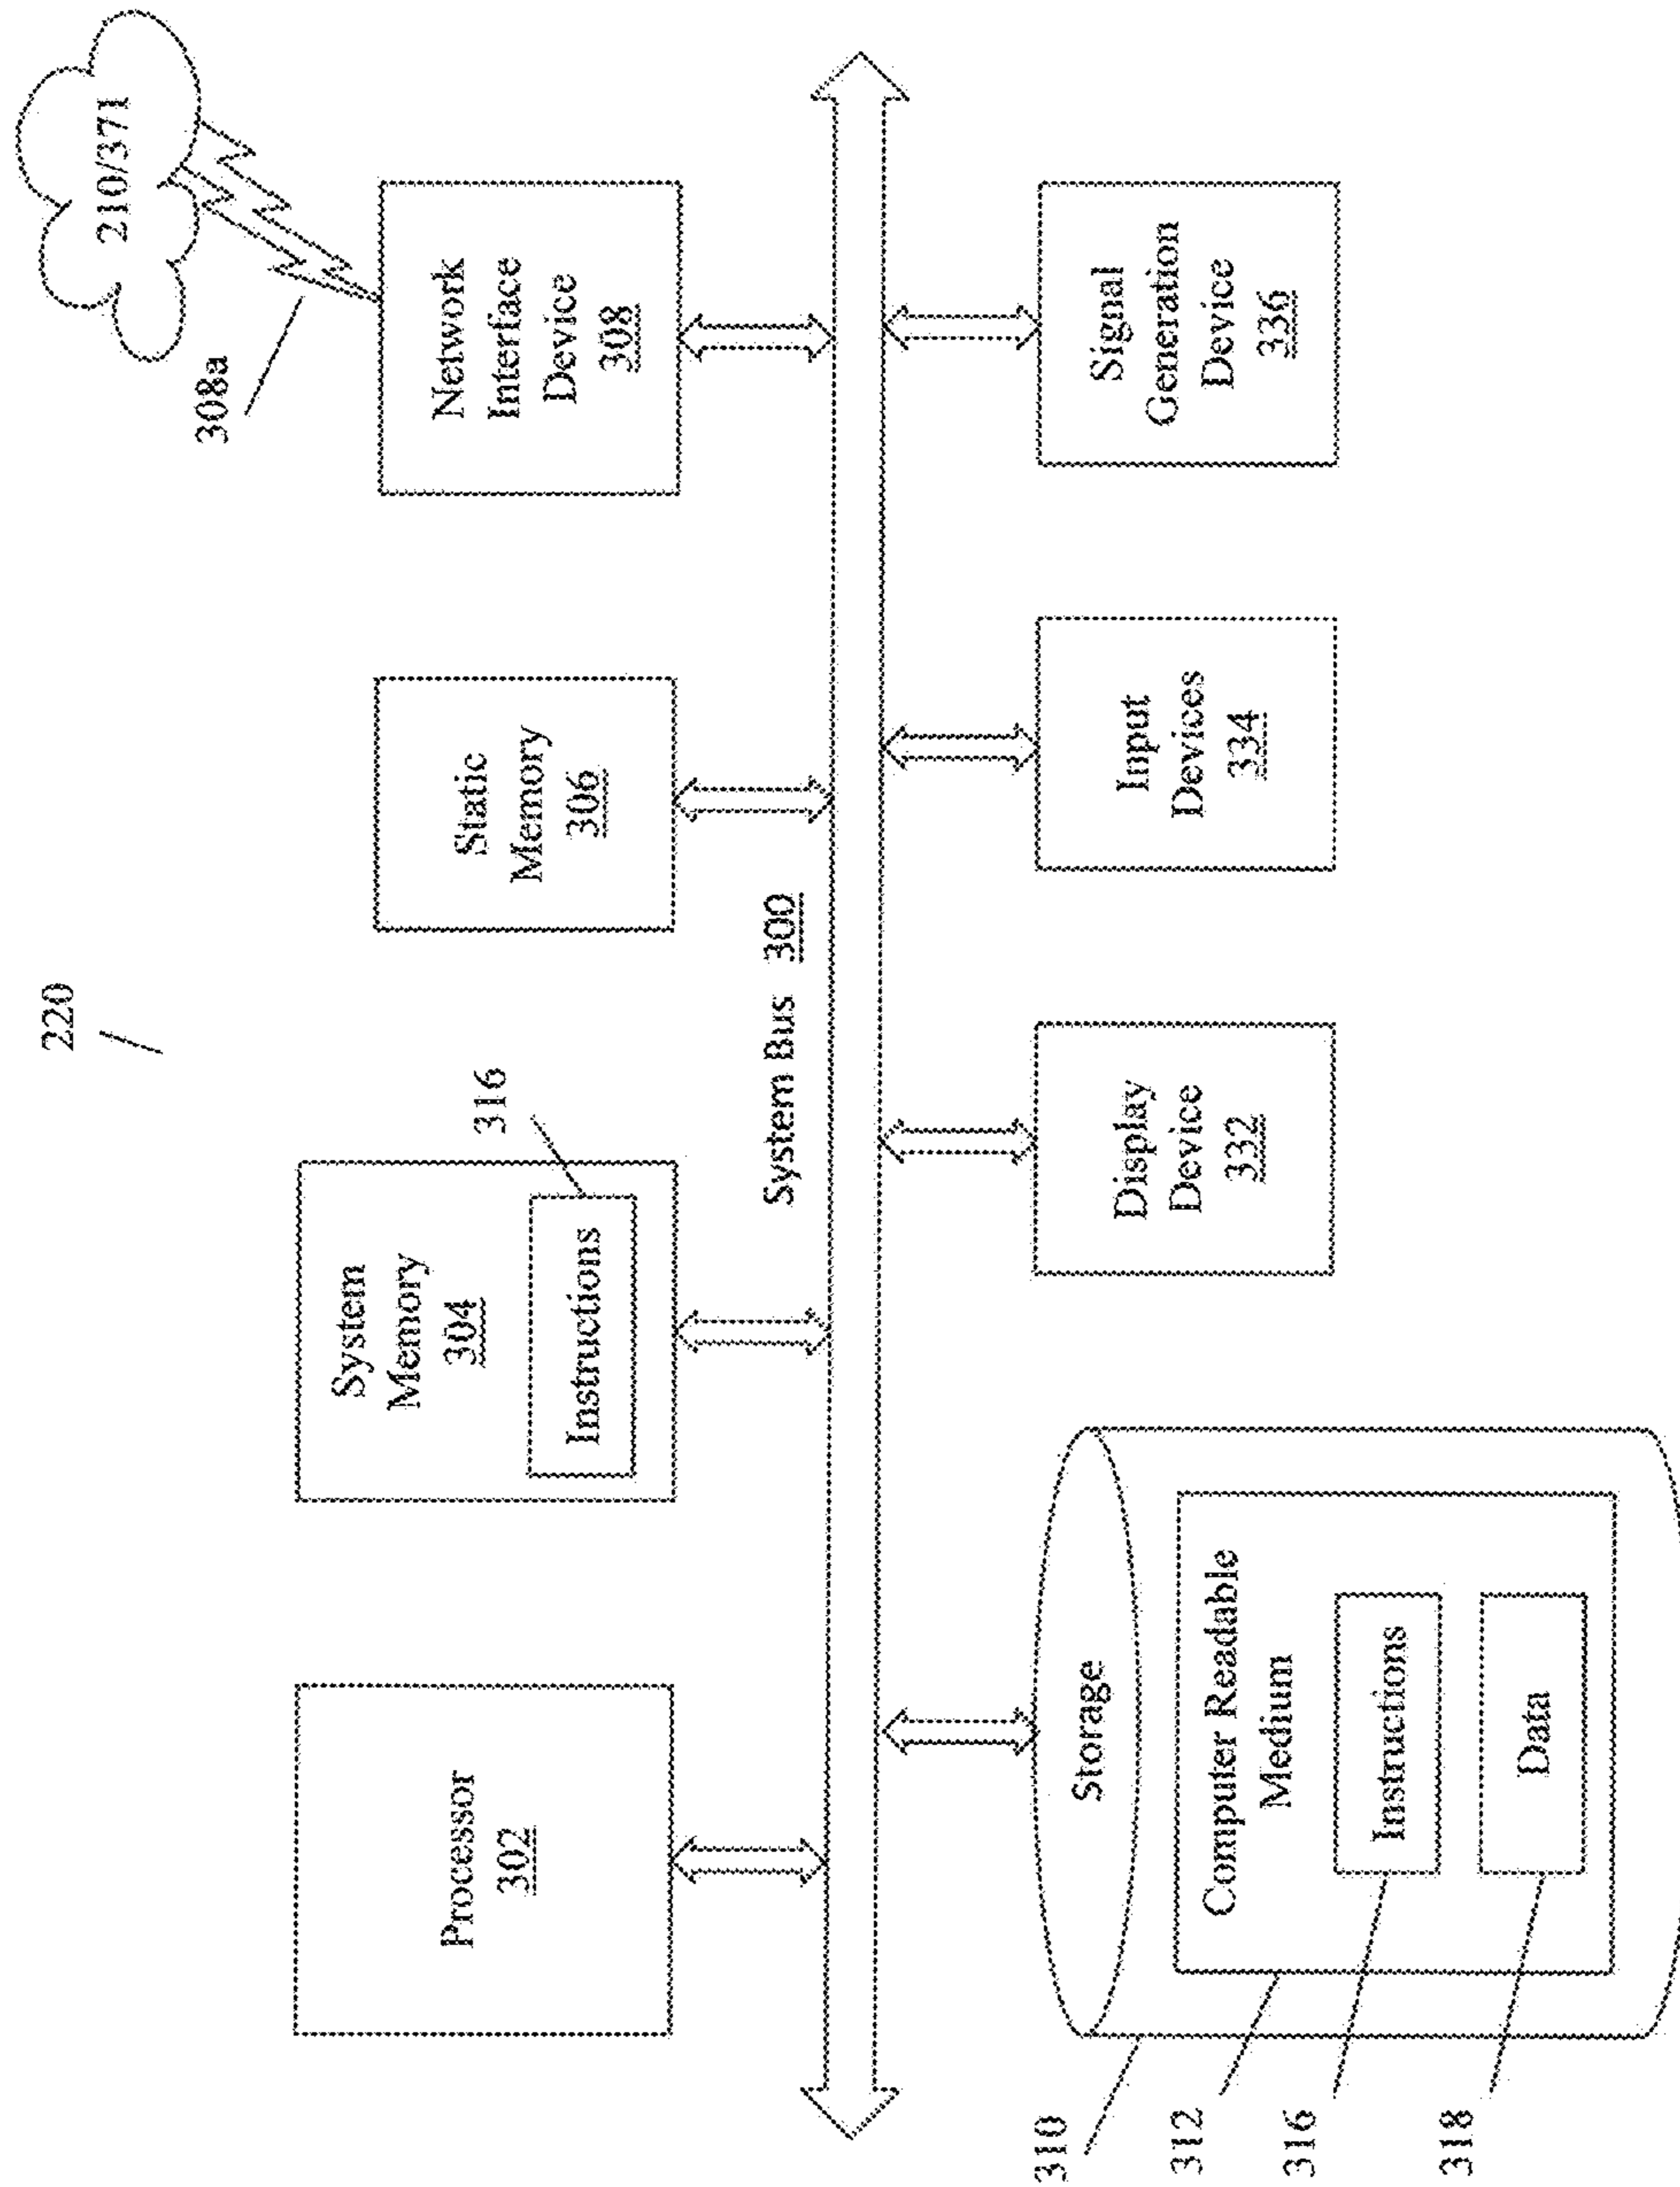 220
210/371
308a
Processor
302
System
Memory
304
316
Instructions
Static
Memory
306
Network
Interface
Device
308
System Bus 300
Storage
Computer Readable
Medium
Instructions
Data
310
312
316
318
Display
Device
332
Input
Devices
334
Signal
Generation
Device
336